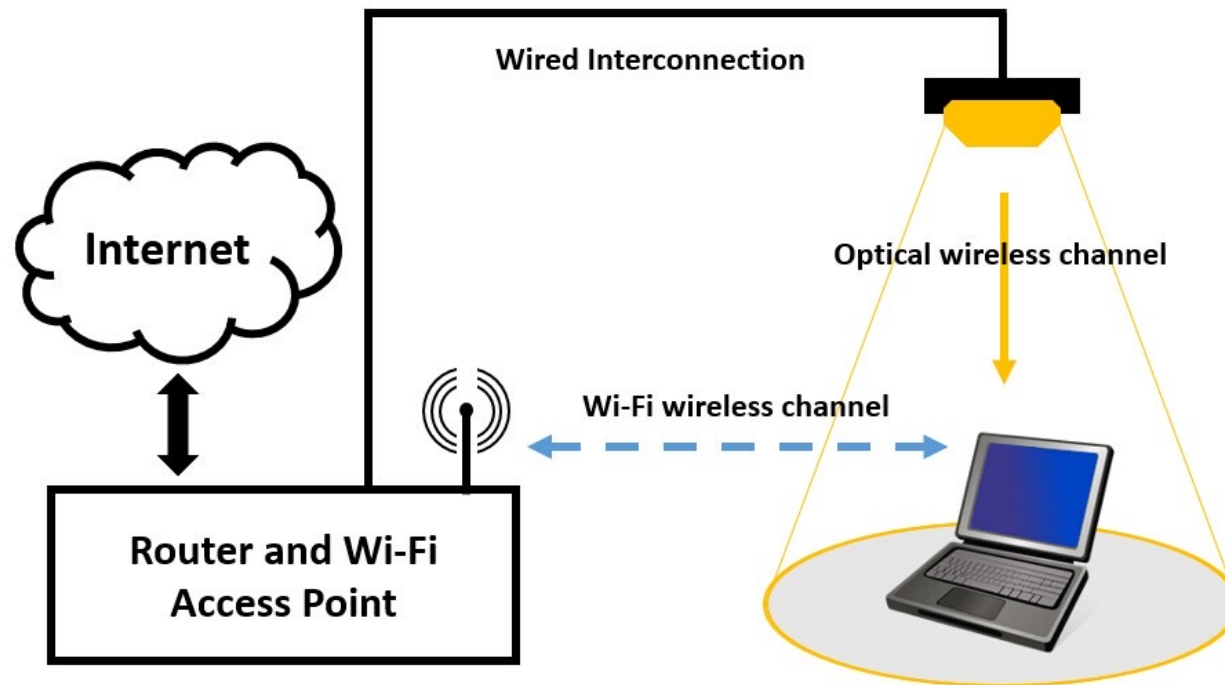 Wired Interconnection
Internet
Optical wireless channel
Wi-Fi wireless channel
Router and Wi-Fi
Access Point